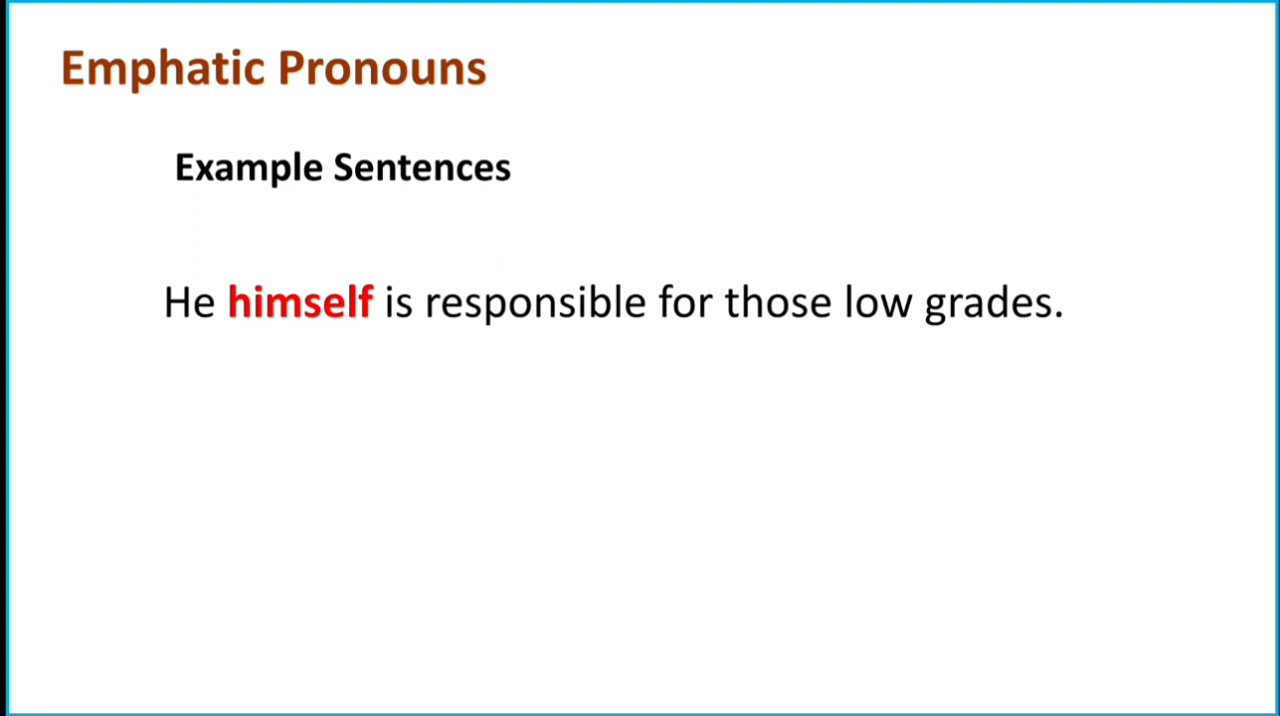 Emphatic Pronouns
Example Sentences
He himself is responsible for those low grades.